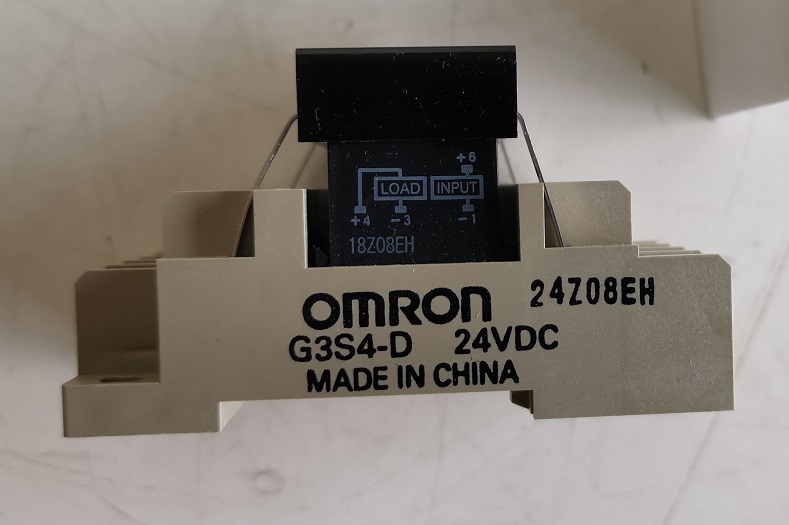 +6
LOAD INPUT
+4 -3 -1
18Z08EH
OMRON 24Z08EH
G3S4-D 24VDC
MADE IN CHINA